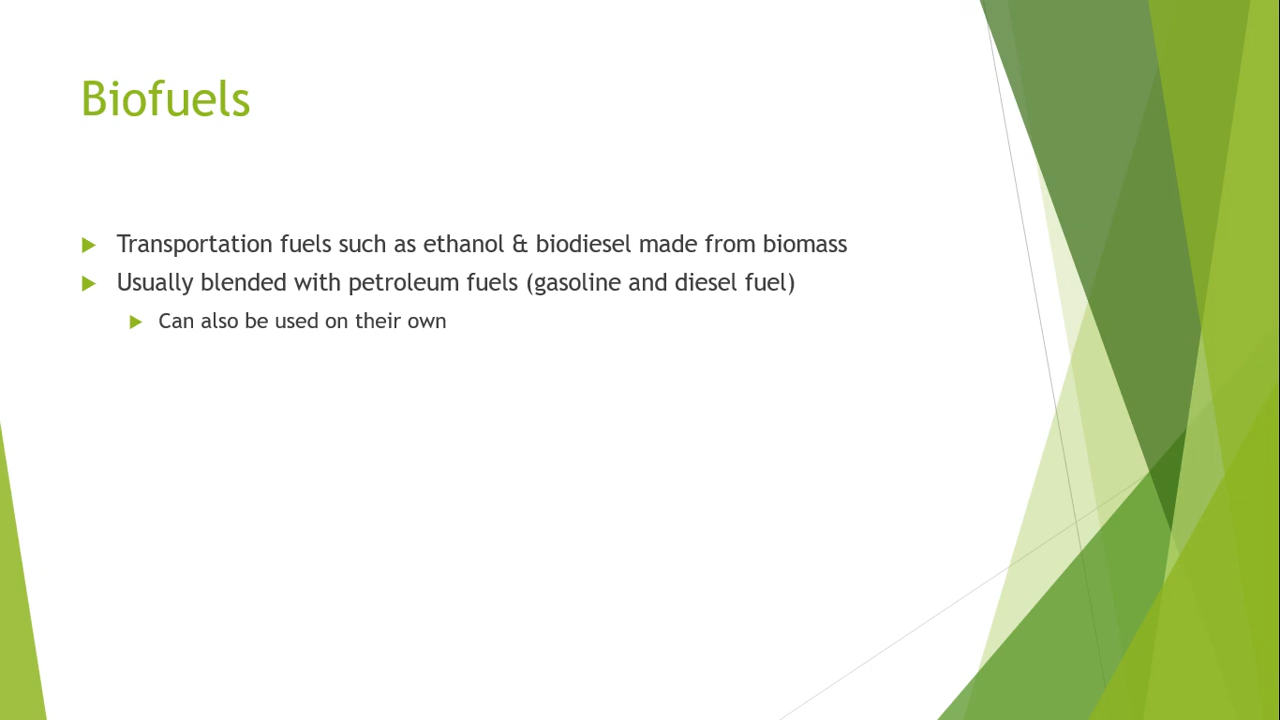 Biofuels
Transportation fuels such as ethanol & biodiesel made from biomass
Usually blended with petroleum fuels (gasoline and diesel fuel)
Can also be used on their own